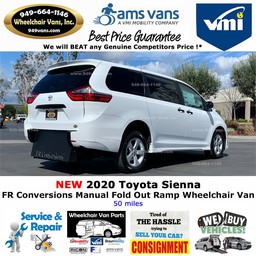 949-664-1146
Wheelchair Vans, Inc.
949vans.com
ams vans
A VMI MOBILITY COMPANY
vmi
Best Price Guarantee
We will BEAT any Genuine Competitors Price !*
NEW 2020 Toyota Sienna
FR Conversions Manual Fold Out Ramp Wheelchair Van
50 miles
Service &
Repair
Wheelchair Van Parts
TIRED OF
THE HASSLE
trying to
SELL YOUR CAR?
CONSIGNMENT
WE BUY
VEHICLES!